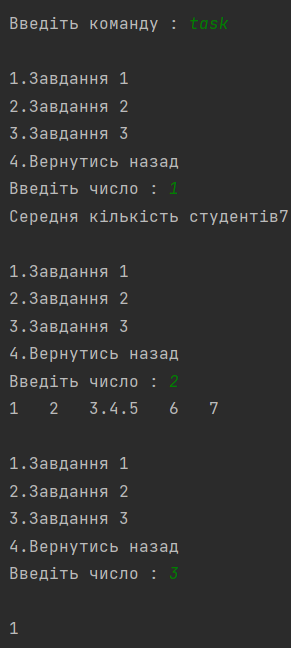 Введіть команду : task
1.Завдання 1
2.Завдання 2
3.Завдання 3
4.Вернутись назад
Введіть число : 1
Середня кількість студентів7
1.Завдання 1
2.Завдання 2
3.Завдання 3
4.Вернутись назад
Введіть число : 2
1   2   3.4.5   6   7
1.Завдання 1
2.Завдання 2
3.Завдання 3
4.Вернутись назад
Введіть число : 3
1